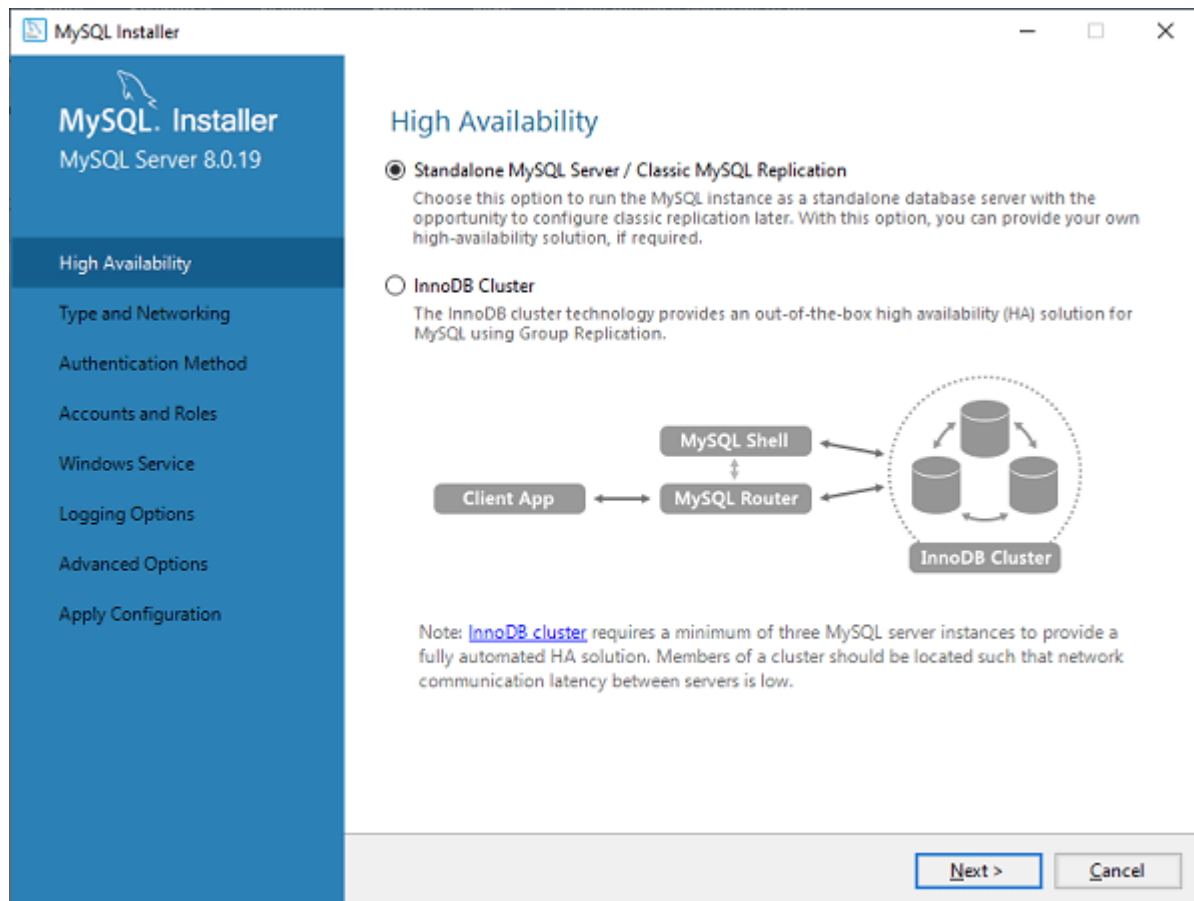 MySQL Installer
MySQL. Installer
MySQL Server 8.0.19
High Availability
Type and Networking
Authentication Method
Accounts and Roles
Windows Service
Logging Options
Advanced Options
Apply Configuration
High Availability
Standalone MySQL Server / Classic MySQL Replication
Choose this option to run the MySQL instance as a standalone database server with the
opportunity to configure classic replication later. With this option, you can provide your own
high-availability solution, if required.
InnoDB Cluster
The InnoDB cluster technology provides an out-of-the-box high availability (HA) solution for
MySQL using Group Replication.
MySQL Shell
Client App
MySQL Router
InnoDB Cluster
Note: InnoDB cluster requires a minimum of three MySQL server instances to provide a
fully automated HA solution. Members of a cluster should be located such that network
communication latency between servers is low.
Next >
Cancel